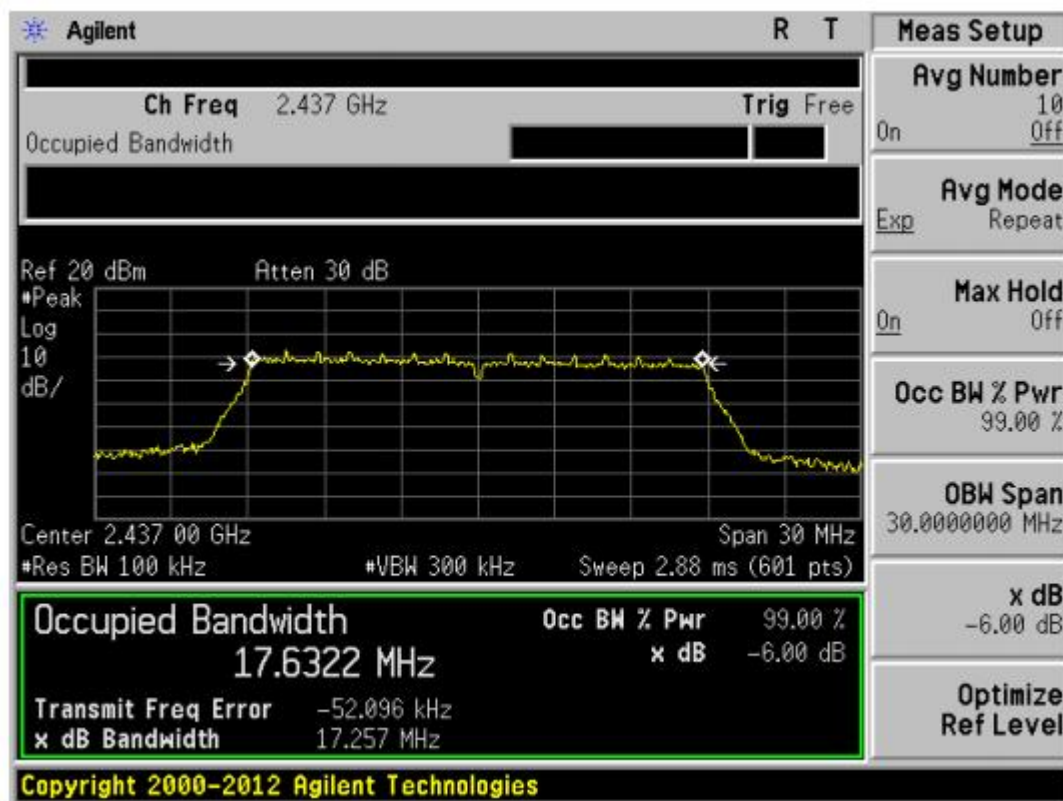 Agilent R T
Ch Freq 2.437 GHz Trig Free
Occupied Bandwidth
Ref 20 dBm Atten 30 dB
#Peak
Log
10
dB/
Center 2.437 00 GHz Span 30 MHz
#Res BW 100 kHz #VBW 300 kHz Sweep 2.88 ms (601 pts)
Occupied Bandwidth
17.6322 MHz
Occ BW % Pwr 99.00 %
x dB -6.00 dB
Transmit Freq Error -52.096 kHz
x dB Bandwidth 17.257 MHz
Copyright 2000-2012 Agilent Technologies
Meas Setup
Avg Number
10
On Off
Avg Mode
Exp Repeat
Max Hold
On Off
Occ BW % Pwr
99.00 %
OBW Span
30.0000000 MHz
x dB
-6.00 dB
Optimize
Ref Level